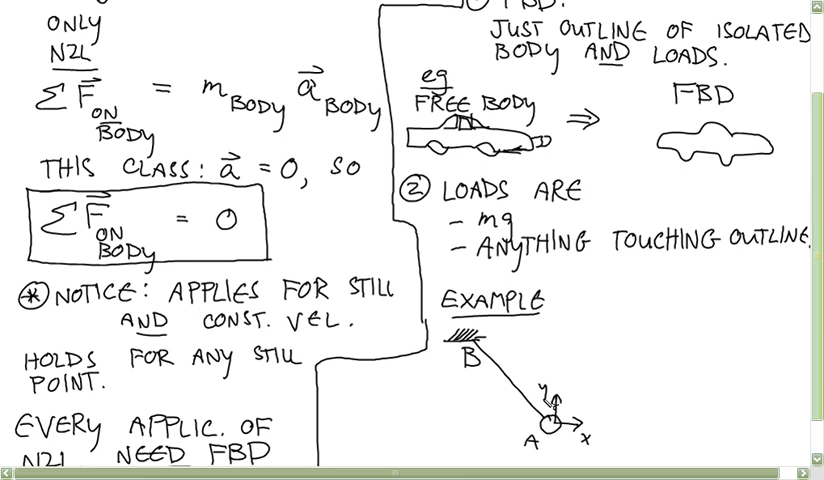 ONLY
N2L
Σ F⃗ ON BODY = m BODY a⃗ BODY
THIS CLASS: a⃗ = 0, SO
Σ F⃗ ON BODY = 0
* NOTICE: APPLIES FOR STILL
AND CONST. VEL.
HOLDS FOR ANY STILL
POINT.
EVERY APPLIC. OF
N2L NEED FBD
FBD:
JUST OUTLINE OF ISOLATED
BODY AND LOADS.
eg
FREE BODY ⇒ FBD
② LOADS ARE
- mg
- ANYTHING TOUCHING OUTLINE.
EXAMPLE
B
y
A x